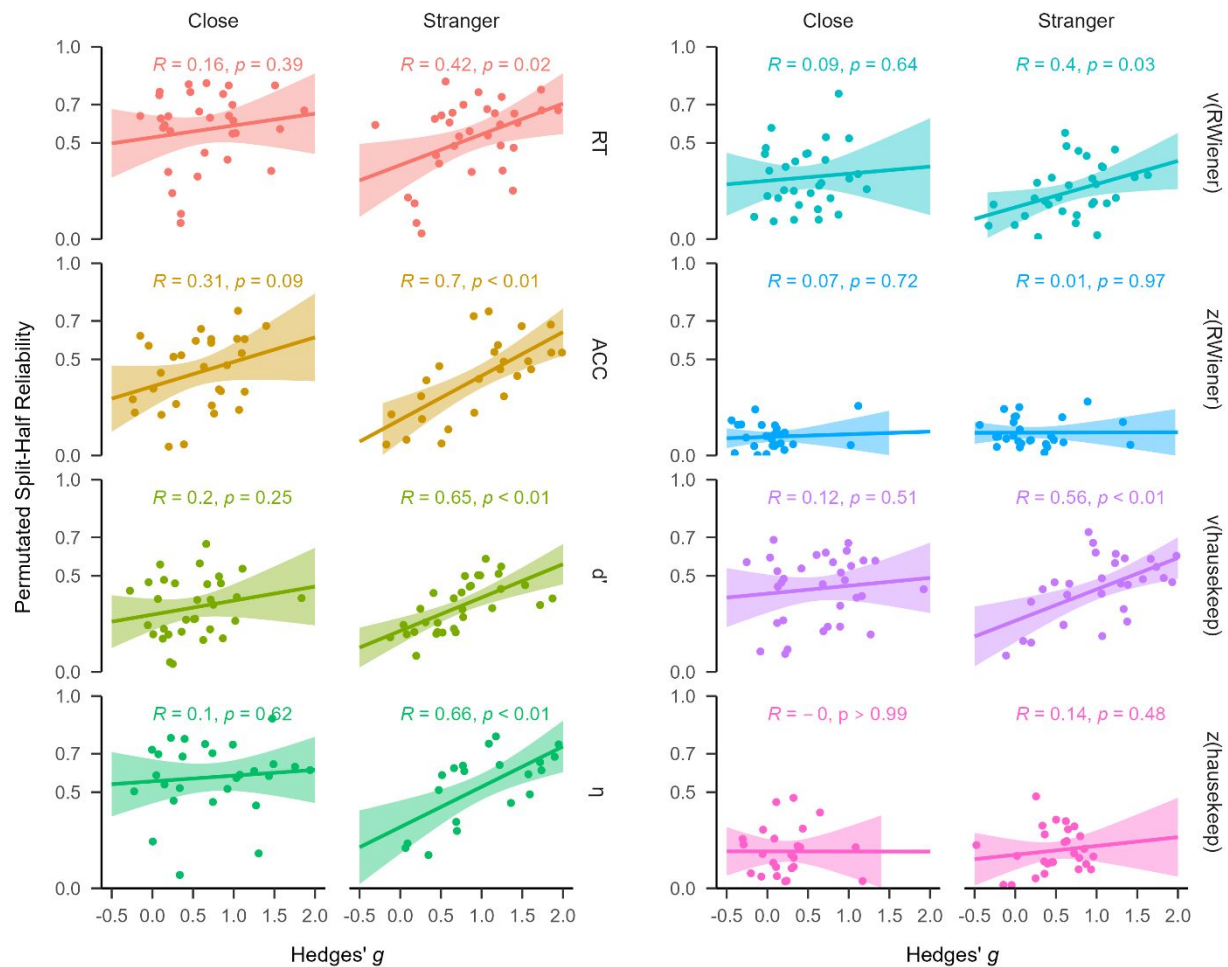 Close
Stranger
Close
Stranger
Permutated Split-Half Reliability
1.0
0.7
0.5
0.0
R = 0.16, p = 0.39
R = 0.42, p = 0.02
RT
1.0
0.7
0.5
0.0
R = 0.09, p = 0.64
R = 0.4, p = 0.03
v(RWiener)
1.0
0.7
0.5
0.0
R = 0.31, p = 0.09
R = 0.7, p < 0.01
ACC
1.0
0.7
0.5
0.0
R = 0.07, p = 0.72
R = 0.01, p = 0.97
z(RWiener)
1.0
0.7
0.5
0.0
R = 0.2, p = 0.25
R = 0.65, p < 0.01
d'
1.0
0.7
0.5
0.0
R = 0.12, p = 0.51
R = 0.56, p < 0.01
v(hausekeep)
1.0
0.7
0.5
0.0
R = 0.1, p = 0.62
R = 0.66, p < 0.01
η
1.0
0.7
0.5
0.0
R = −0, p > 0.99
R = 0.14, p = 0.48
z(hausekeep)
-0.5 0.0 0.5 1.0 1.5 2.0
-0.5 0.0 0.5 1.0 1.5 2.0
-0.5 0.0 0.5 1.0 1.5 2.0
-0.5 0.0 0.5 1.0 1.5 2.0
Hedges' g
Hedges' g